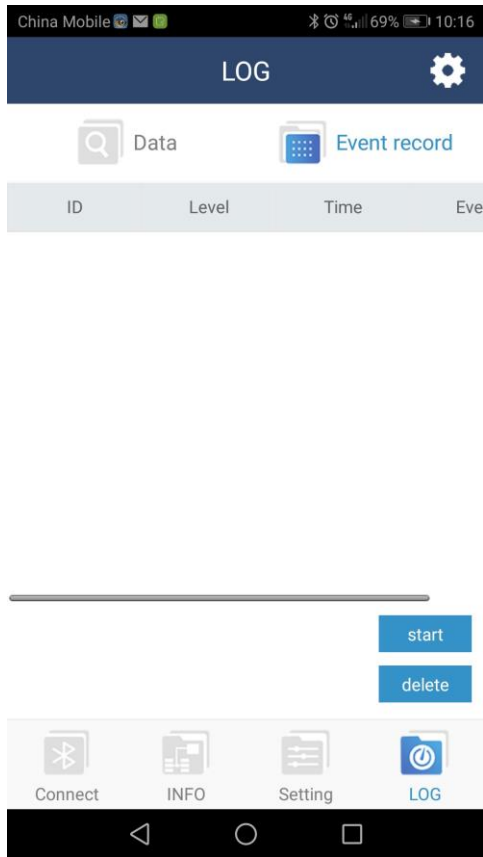 China Mobile 69% 10:16
LOG
Data Event record
ID Level Time Eve
start
delete
Connect INFO Setting LOG